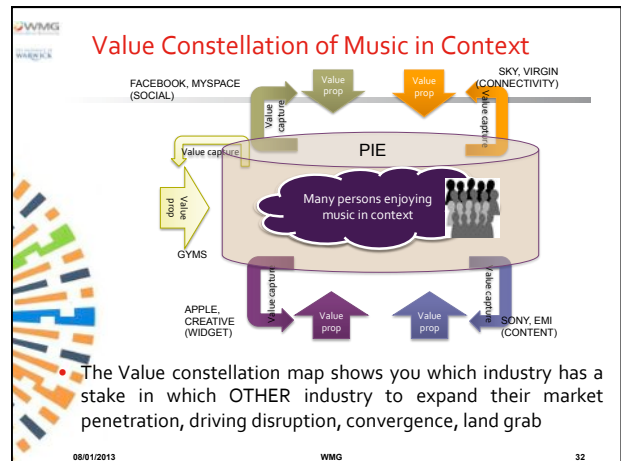 WMG
WARWICK
Value Constellation of Music in Context
FACEBOOK, MYSPACE
(SOCIAL)
Value
prop
Value
prop
SKY, VIRGIN
(CONNECTIVITY)
Value
capture
Value capture
Value capture
PIE
Value
prop
Many persons enjoying
music in context
GYMS
APPLE,
CREATIVE
(WIDGET)
Value capture
Value
prop
Value
prop
Value capture
SONY, EMI
(CONTENT)
• The Value constellation map shows you which industry has a
stake in which OTHER industry to expand their market
penetration, driving disruption, convergence, land grab
08/01/2013
WMG
32